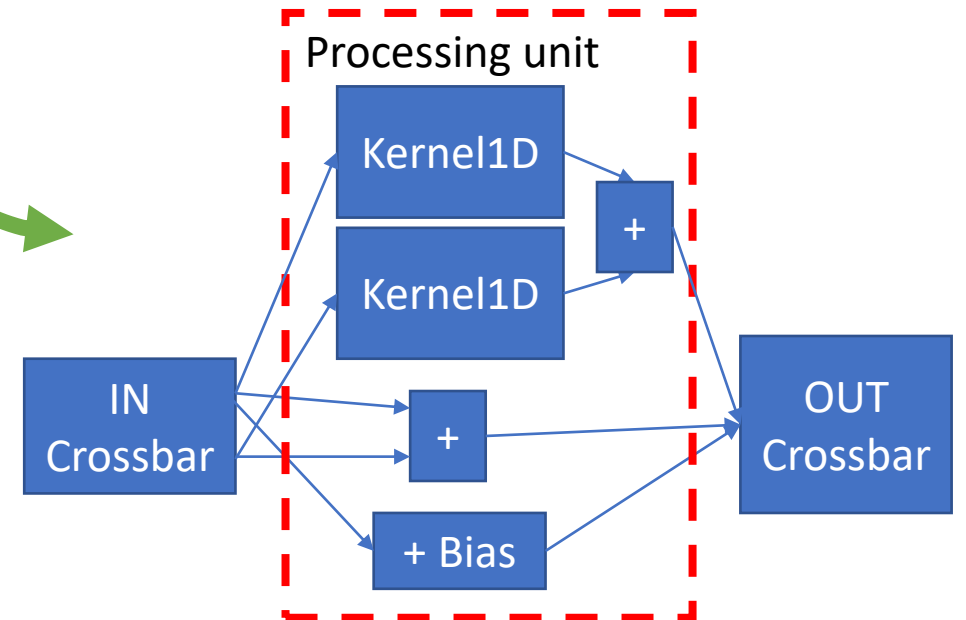 Processing unit
Kernel1D
+
Kernel1D
IN
Crossbar
+
OUT
Crossbar
+ Bias